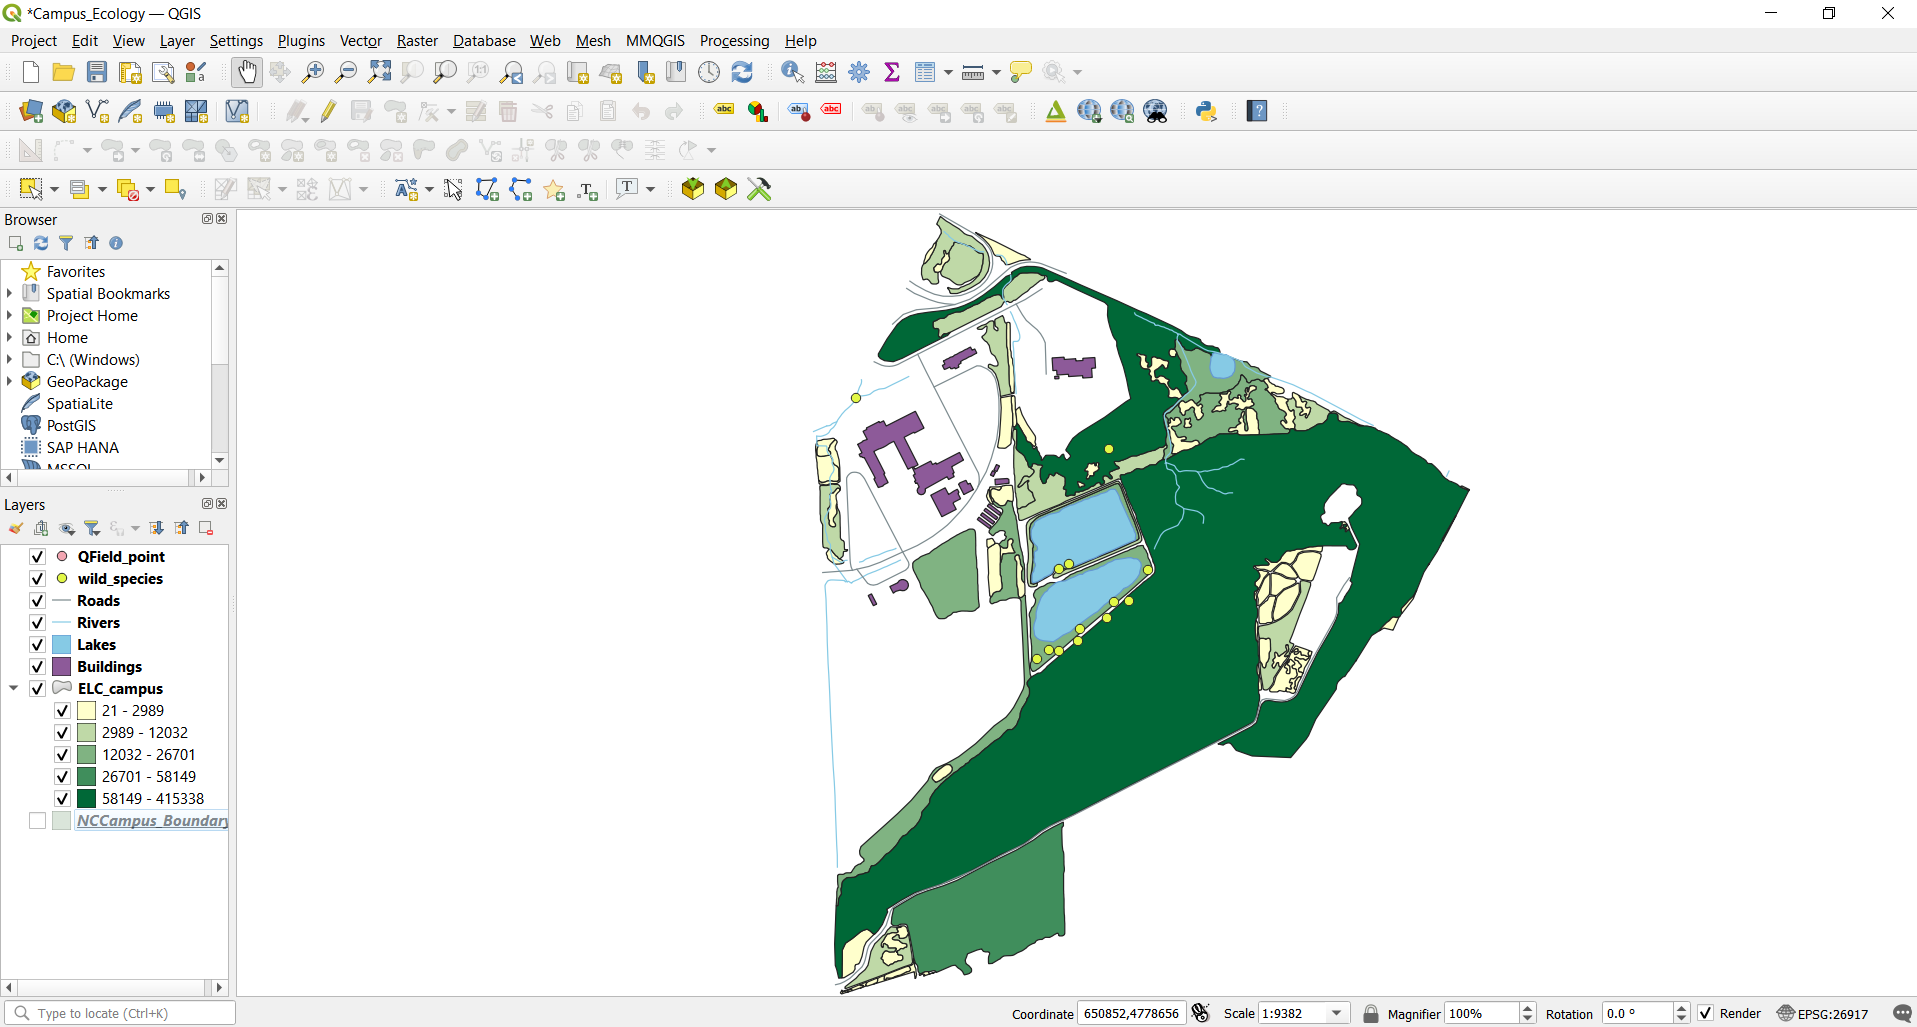 *Campus_Ecology — QGIS
Project Edit View Layer Settings Plugins Vector Raster Database Web Mesh MMQGIS Processing Help
Browser
Favorites
Spatial Bookmarks
Project Home
Home
C:\ (Windows)
GeoPackage
SpatiaLite
PostGIS
SAP HANA
MSSQL
Layers
QField_point
wild_species
Roads
Rivers
Lakes
Buildings
ELC_campus
21 - 2989
2989 - 12032
12032 - 26701
26701 - 58149
58149 - 415338
NCCampus_Boundary
Type to locate (Ctrl+K)
Coordinate 650852,4778656 Scale 1:9382 Magnifier 100% Rotation 0.0 ° Render EPSG:26917